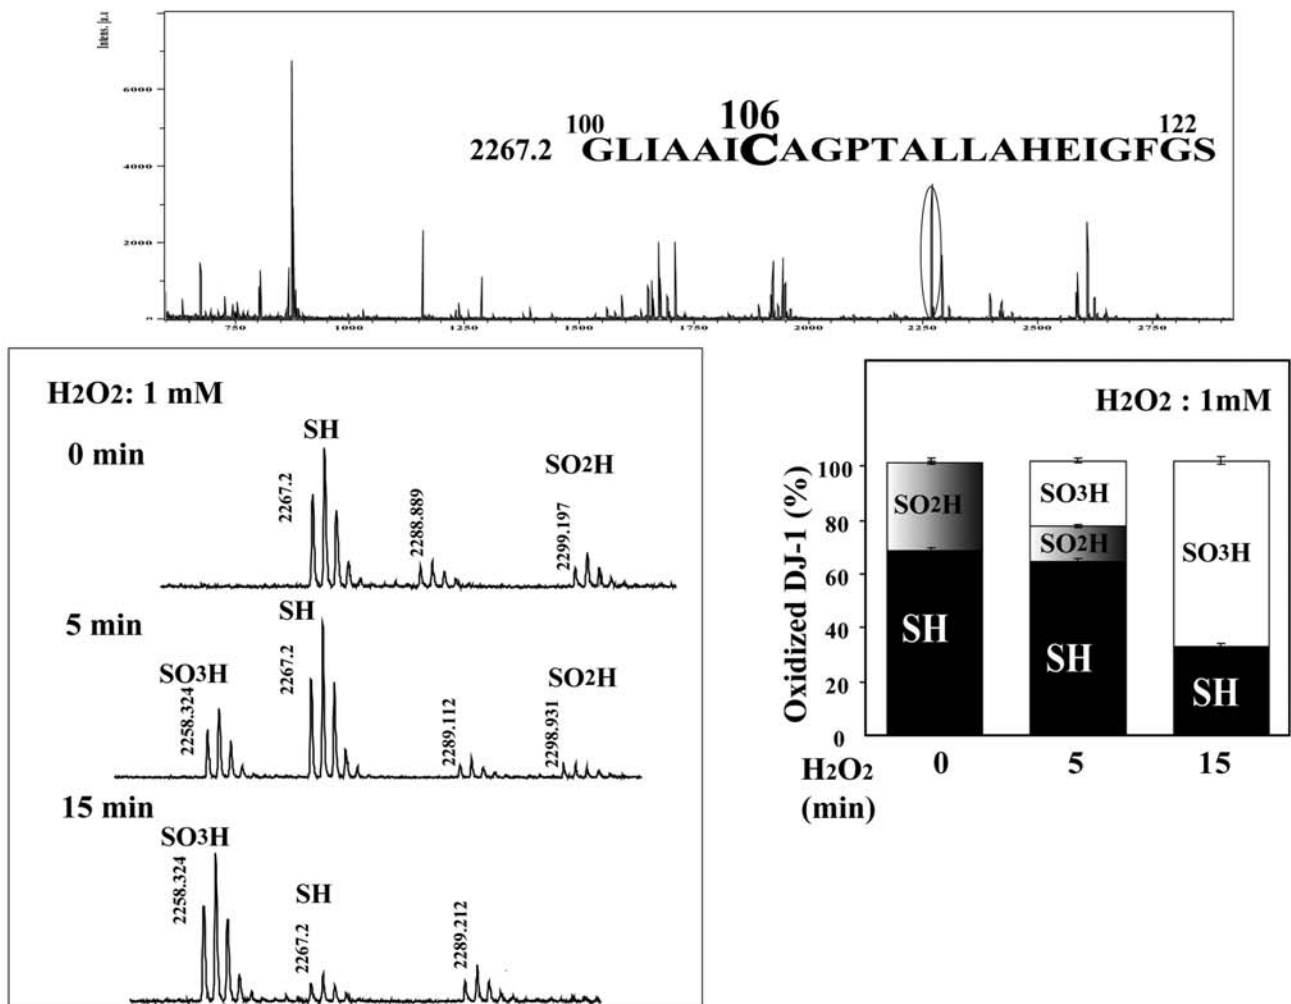 Intens. [a.u
6000
4000
2000
0
750
1000
1250
1500
1750
2000
2250
2500
2750
100
106
122
2267.2 GLIAAICAGPTALLAHEIGFGS
H2O2: 1 mM
0 min
SH
2267.2
2288.889
SO2H
2299.197
5 min
SO3H
2258.324
SH
2267.2
2289.112
SO2H
2298.931
15 min
SO3H
2258.324
SH
2267.2
2289.212
H2O2 : 1mM
Oxidized DJ-1 (%)
100
80
60
40
20
0
SO2H
SH
SO3H
SO2H
SH
SO3H
SH
H2O2 0 5 15
(min)